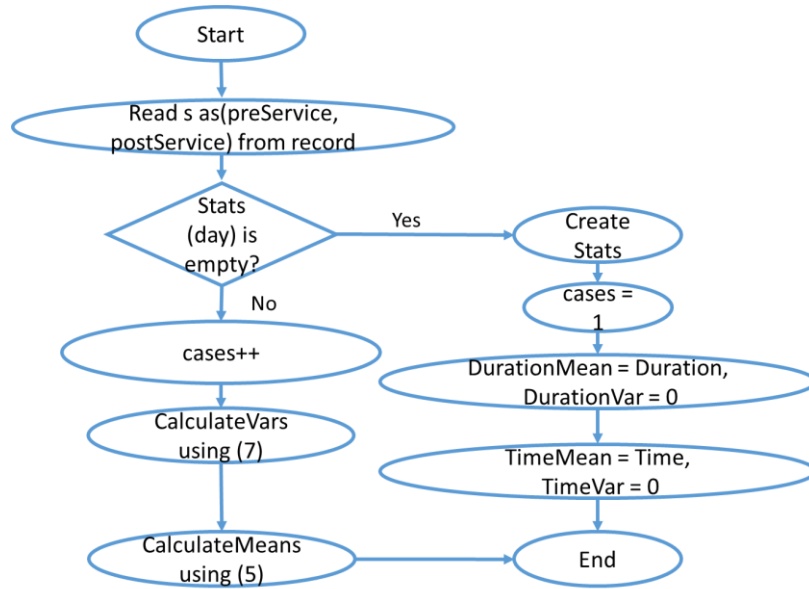 Start
Read s as(preService,
postService) from record
Stats
(day) is
empty?
Yes
Create
Stats
No
cases =
1
cases++
DurationMean = Duration,
DurationVar = 0
CalculateVars
using (7)
TimeMean = Time,
TimeVar = 0
CalculateMeans
using (5)
End